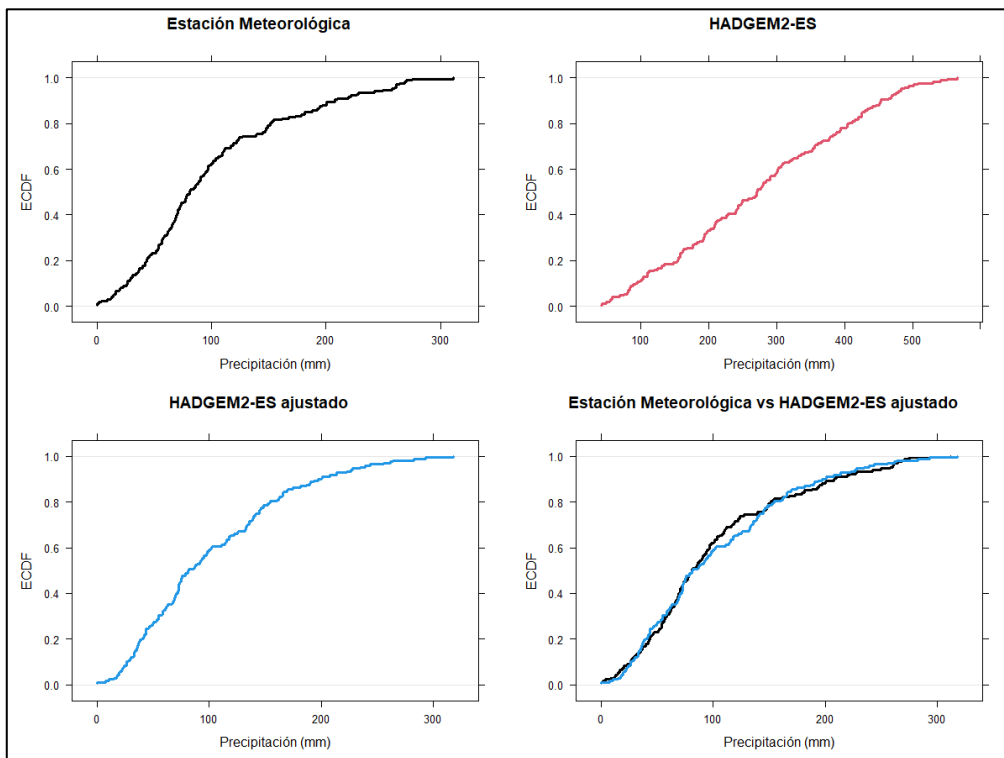 Estación Meteorológica
1.0
0.8
0.6
0.4
0.2
0.0
ECDF
0 100 200 300
Precipitación (mm)
HADGEM2-ES
1.0
0.8
0.6
0.4
0.2
0.0
ECDF
100 200 300 400 500
Precipitación (mm)
HADGEM2-ES ajustado
1.0
0.8
0.6
0.4
0.2
0.0
ECDF
0 100 200 300
Precipitación (mm)
Estación Meteorológica vs HADGEM2-ES ajustado
1.0
0.8
0.6
0.4
0.2
0.0
ECDF
0 100 200 300
Precipitación (mm)